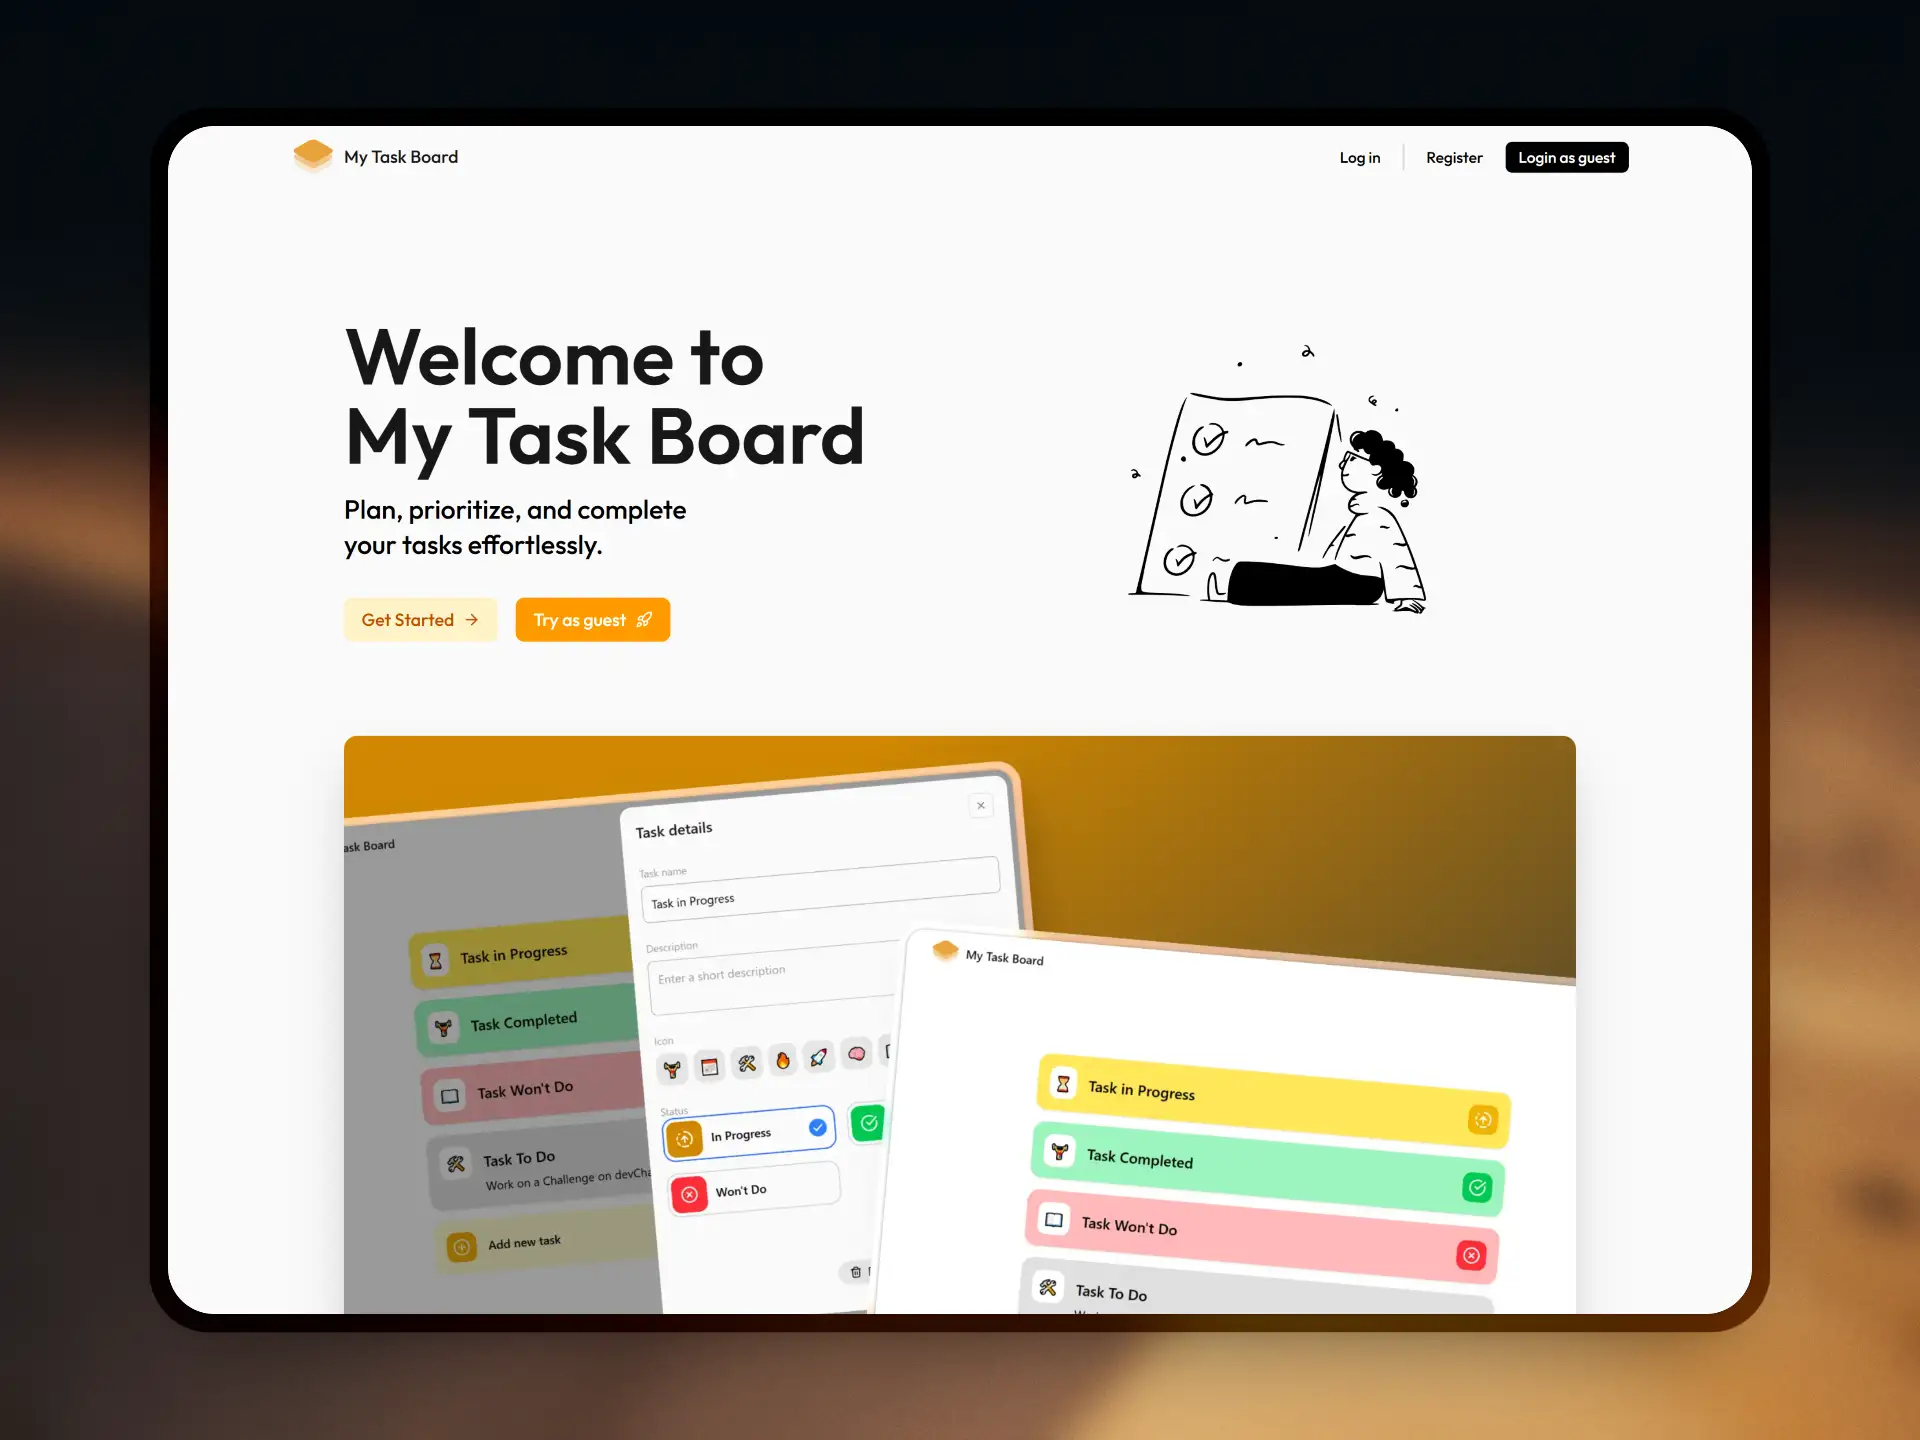 My Task Board
Log in
Register
Login as guest
Welcome to
My Task Board
Plan, prioritize, and complete
your tasks effortlessly.
Get Started
Try as guest
Board
Task in Progress
Task Completed
Task Won't Do
Task To Do
Work on a Challenge on
Add new task
Task details
Task name
Task in Progress
Description
Enter a short description
Icon
Status
In Progress
Won't Do
My Task Board
Task in Progress
Task Completed
Task Won't Do
Task To Do